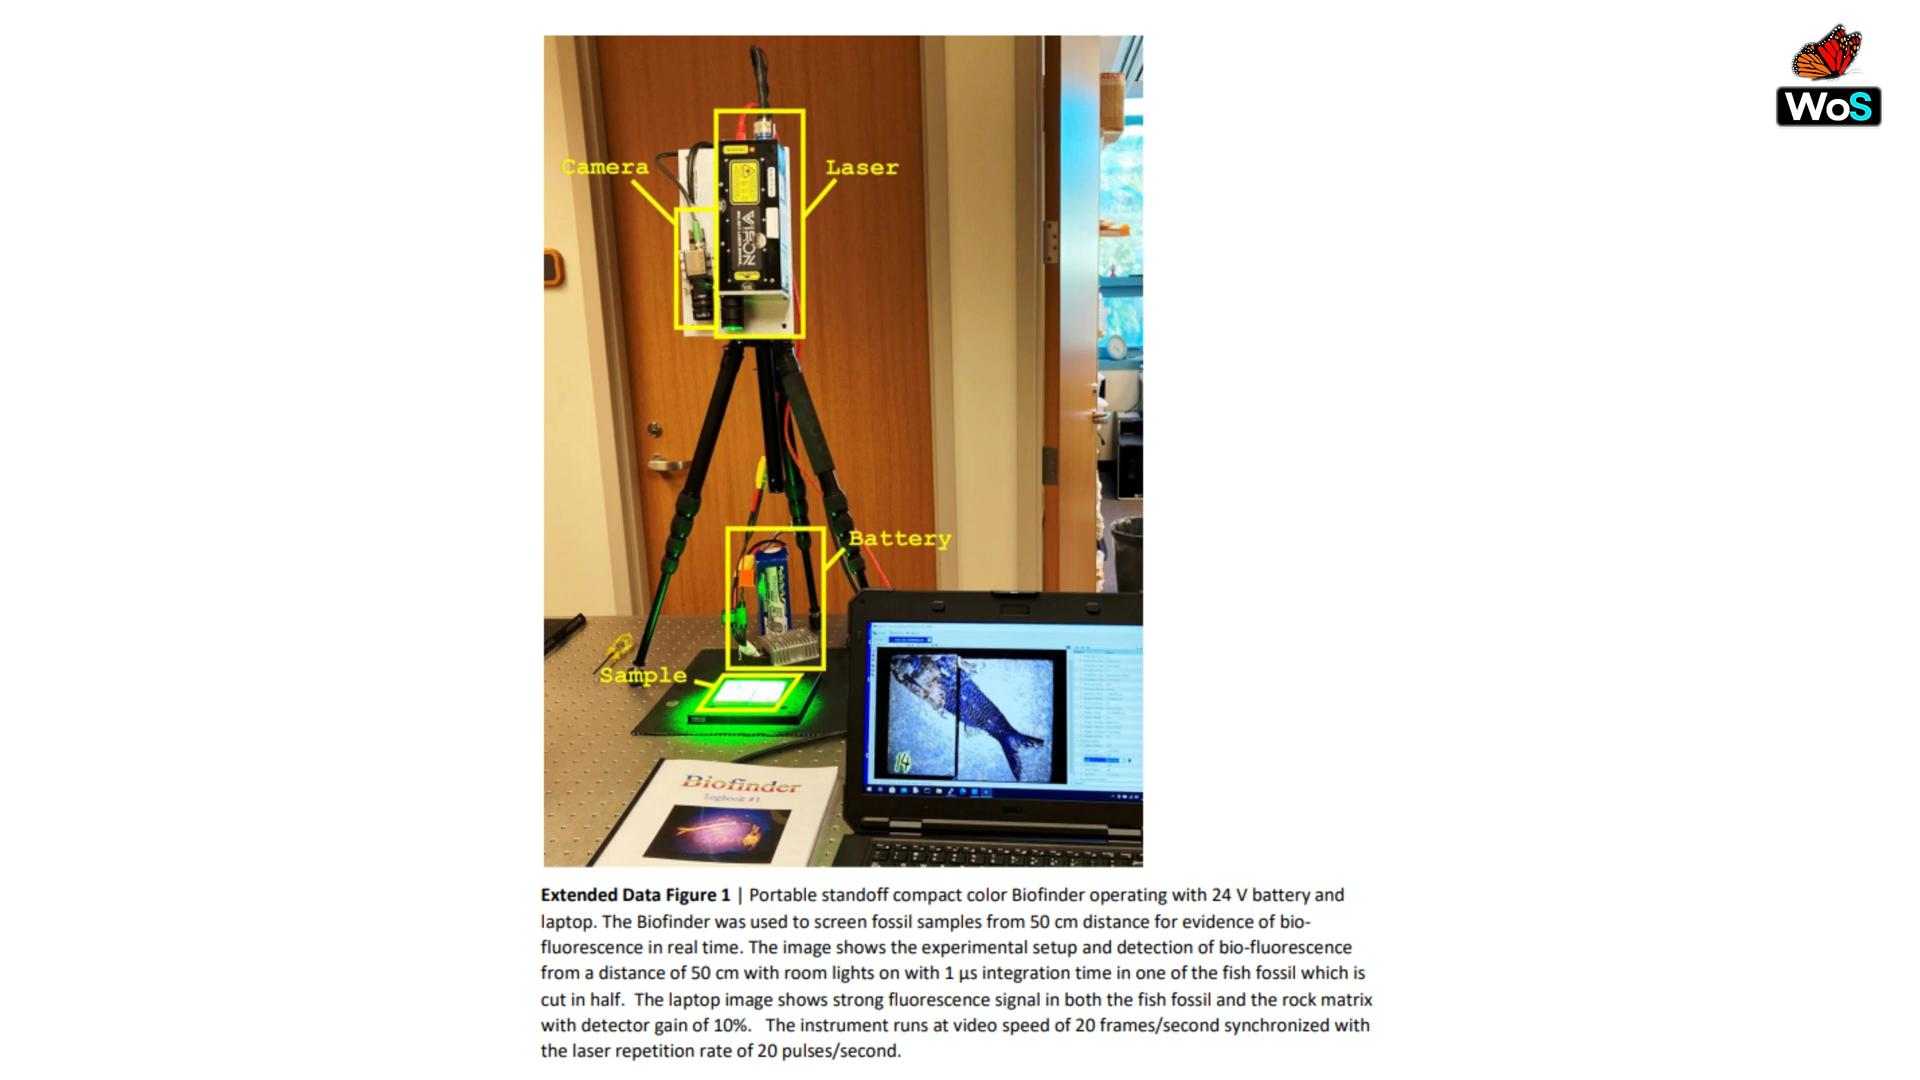 WoS
Camera
Laser
VIRON
Battery
Sample
14
Biofinder
Logbook #1
DELL
Extended Data Figure 1 | Portable standoff compact color Biofinder operating with 24 V battery and
laptop. The Biofinder was used to screen fossil samples from 50 cm distance for evidence of bio-
fluorescence in real time. The image shows the experimental setup and detection of bio-fluorescence
from a distance of 50 cm with room lights on with 1 µs integration time in one of the fish fossil which is
cut in half.  The laptop image shows strong fluorescence signal in both the fish fossil and the rock matrix
with detector gain of 10%.   The instrument runs at video speed of 20 frames/second synchronized with
the laser repetition rate of 20 pulses/second.